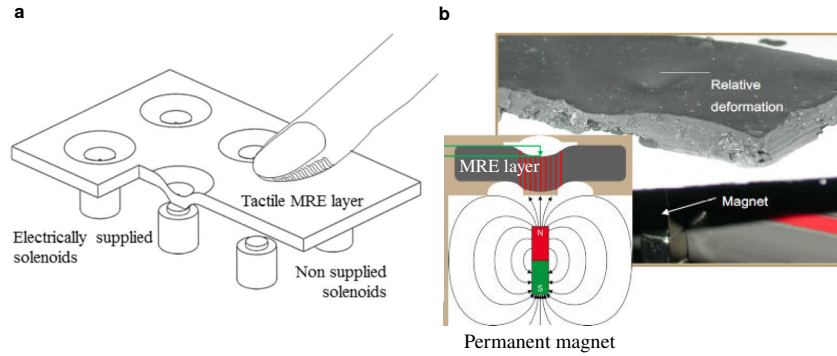 a
Tactile MRE layer
Electrically supplied
solenoids
Non supplied
solenoids
b
Relative
deformation
MRE layer
Magnet
N
S
Permanent magnet